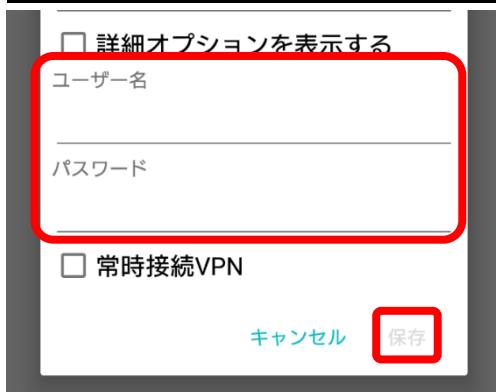 詳細オプションを表示する
ユーザー名
パスワード
常時接続VPN
キャンセル 保存